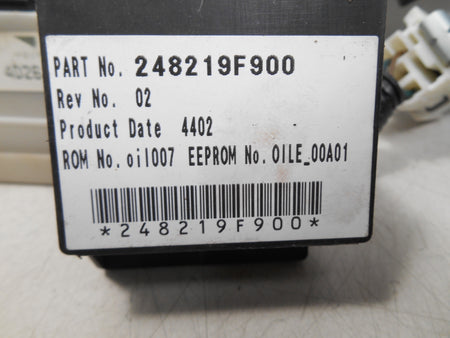 PART No. 248219F900
Rev No. 02
Product Date 4402
ROM No. oil007 EEPROM No. OILE_00A01
*248219F900*